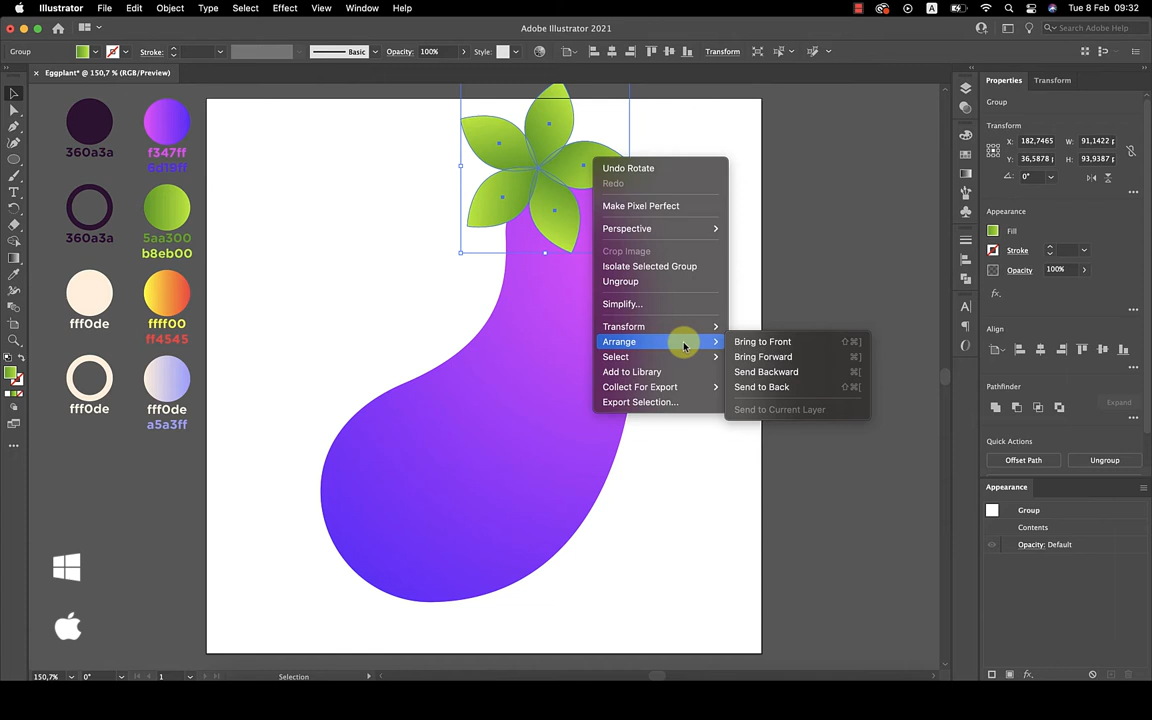 Illustrator File Edit Object Type Select Effect View Window Help
A Tue 8 Feb 09:32
Adobe Illustrator 2021
Adobe Stock
Group Stroke: Basic Opacity: 100% Style: Transform
× Eggplant* @ 150,7 % (RGB/Preview)
360a3a
f347ff
6d19ff
360a3a
5aa300
b8eb00
fff0de
ffff00
ff4545
fff0de
fff0de
a5a3ff
Undo Rotate
Redo
Make Pixel Perfect
Perspective
Crop Image
Isolate Selected Group
Ungroup
Simplify...
Transform
Arrange
Select
Add to Library
Collect For Export
Export Selection...
Bring to Front ⇧⌘]
Bring Forward ⌘]
Send Backward ⌘[
Send to Back ⇧⌘[
Send to Current Layer
Properties Transform
Group
Transform
X: 182,7465 W: 91,1422 p
Y: 36,5878 p H: 93,9387 p
0°
Appearance
Fill
Stroke
Opacity 100%
fx.
Align
Pathfinder
Expand
Quick Actions
Offset Path Ungroup
Appearance
Group
Contents
Opacity: Default
fx.
150,7% 0° 1 Selection